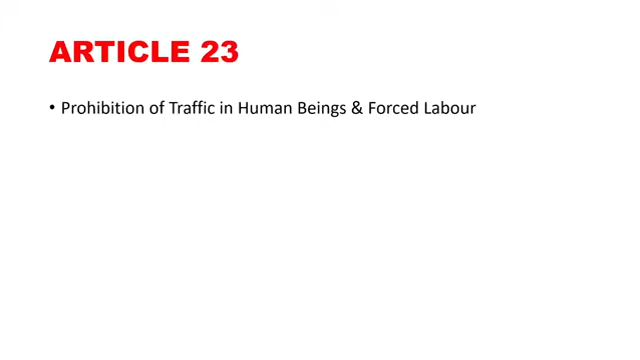 ARTICLE 23
• Prohibition of Traffic in Human Beings & Forced Labour